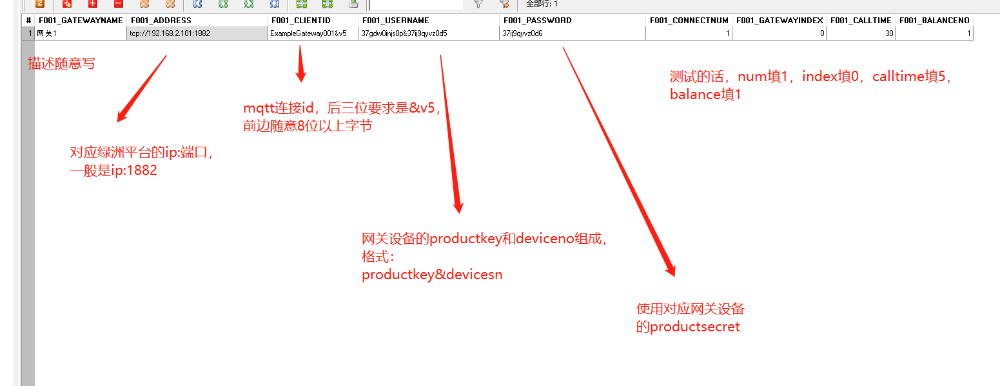 全部行: 1
# F001_GATEWAYNAME F001_ADDRESS F001_CLIENTID F001_USERNAME F001_PASSWORD F001_CONNECTNUM F001_GATEWAYINDEX F001_CALLTIME F001_BALANCENO
1 网关1 tcp://192.168.2.101:1882 ExampleGateway001&v5 37gdw0injs0p&37ij9qyvz0d5 37ij9qyvz0d6 1 0 30 1
描述随意写
对应绿洲平台的ip:端口，
一般是ip:1882
mqtt连接id，后三位要求是&v5，
前边随意8位以上字节
网关设备的productkey和deviceno组成，
格式：
productkey&devicesn
使用对应网关设备
的productsecret
测试的话，num填1，index填0，calltime填5，
balance填1